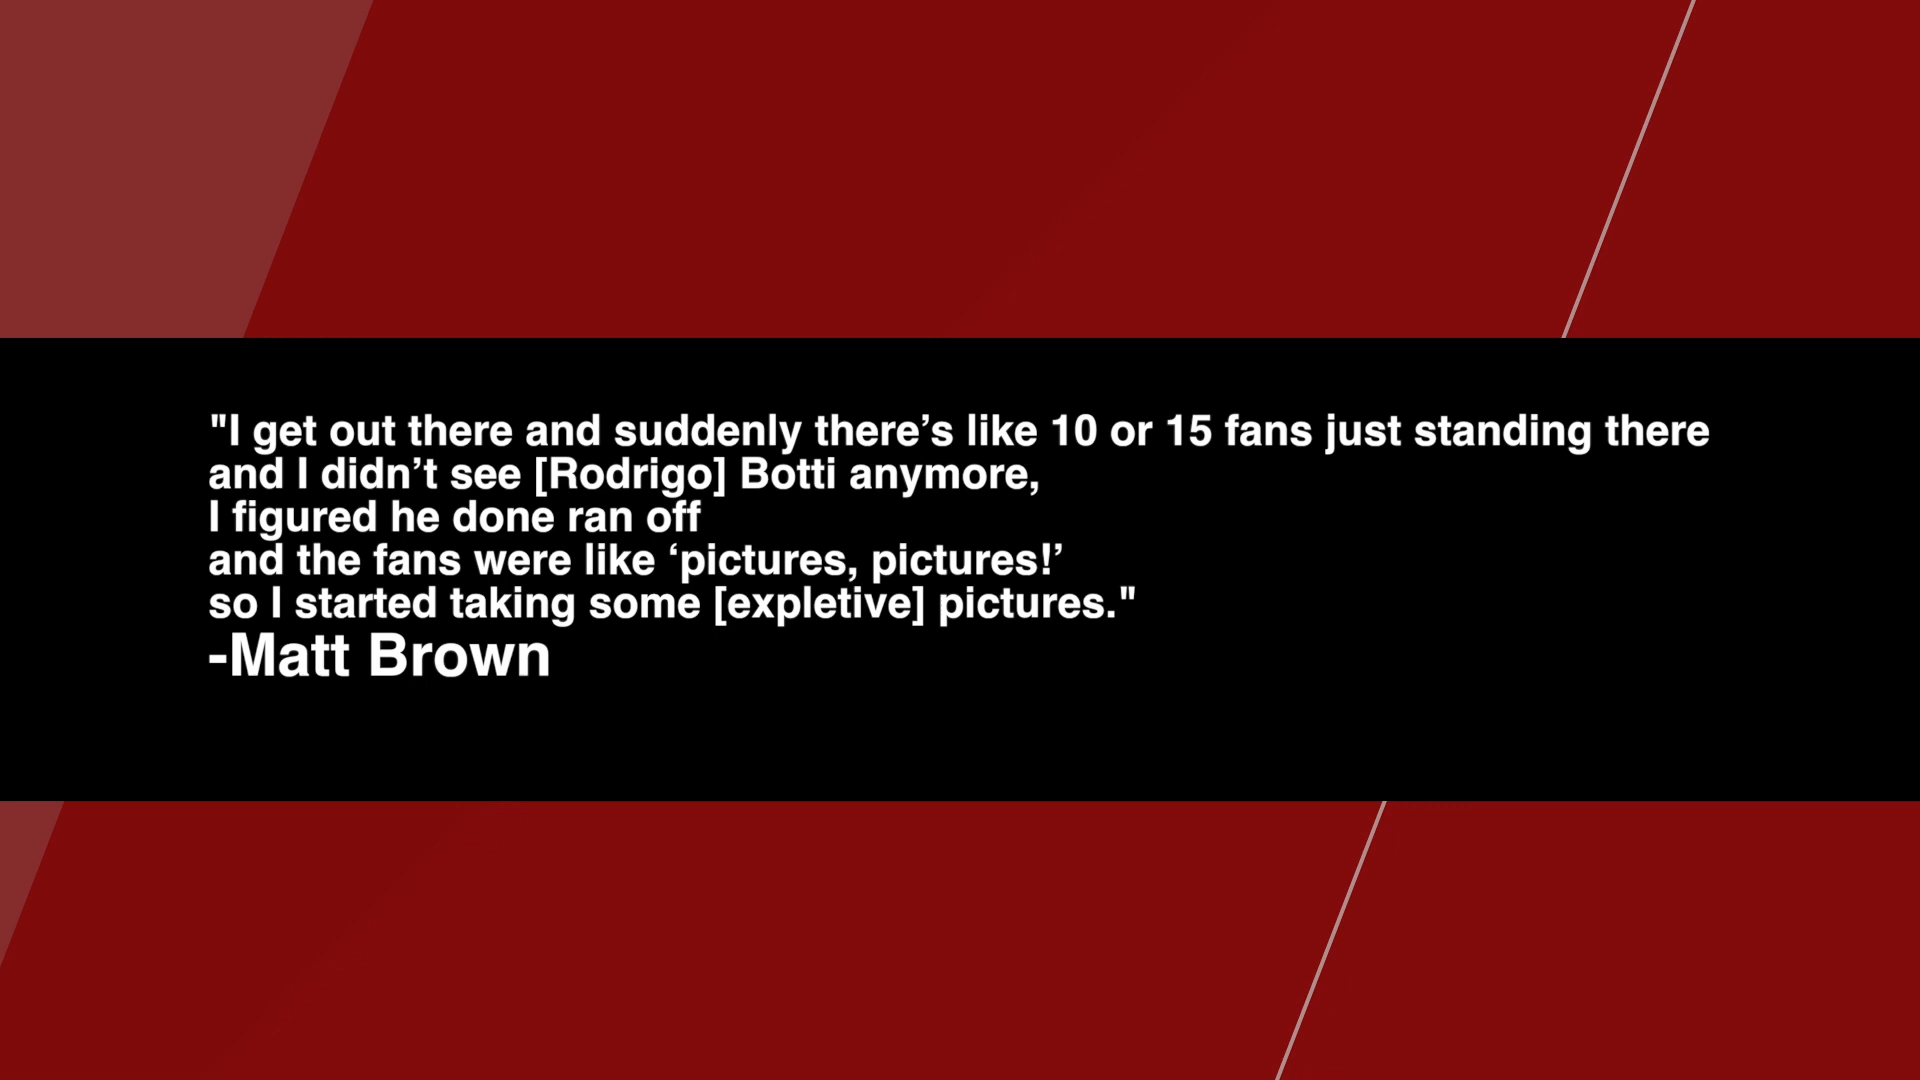 "I get out there and suddenly there’s like 10 or 15 fans just standing there
and I didn’t see [Rodrigo] Botti anymore,
I figured he done ran off
and the fans were like ‘pictures, pictures!’
so I started taking some [expletive] pictures."
-Matt Brown